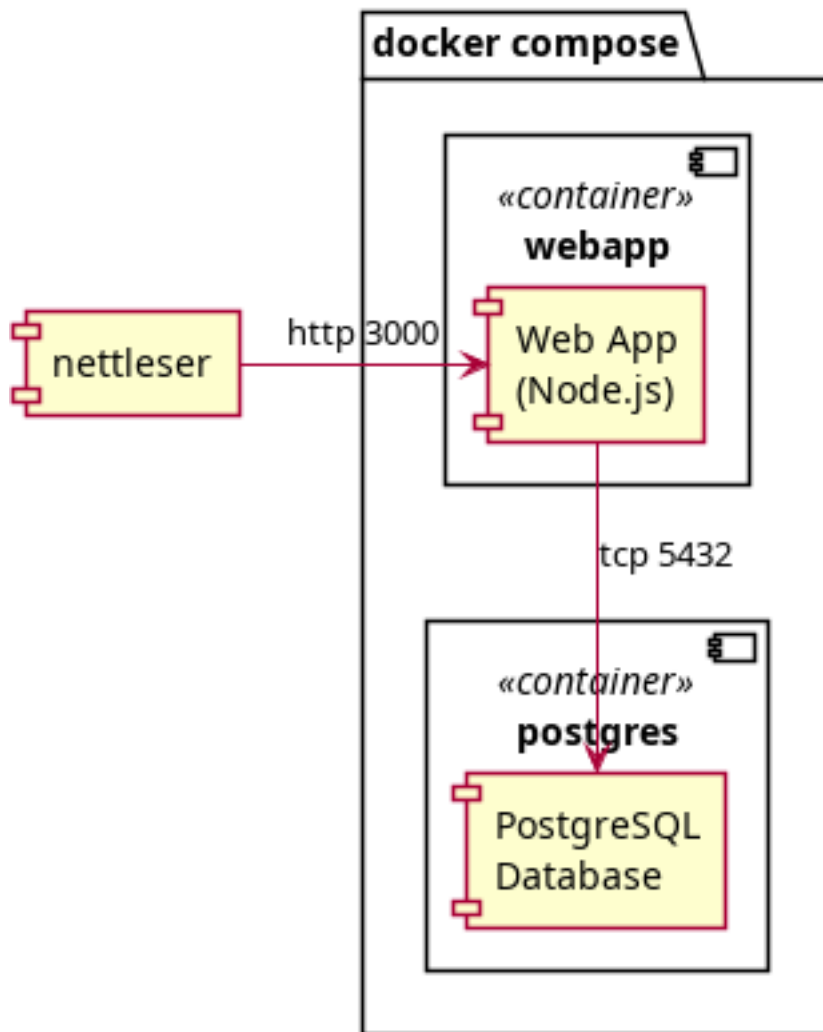 docker compose
«container»
webapp
nettleser
http 3000
Web App
(Node.js)
tcp 5432
«container»
postgres
PostgreSQL
Database